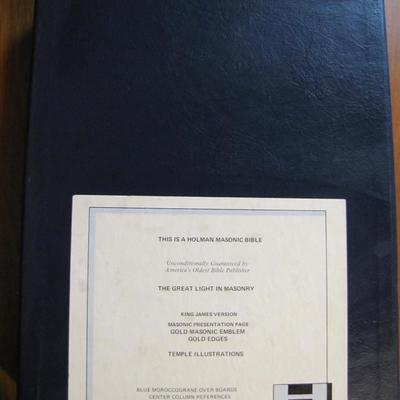 THIS IS A HOLMAN MASONIC BIBLE
Unconditionally Guaranteed by
America's Oldest Bible Publisher
THE GREAT LIGHT IN MASONRY
KING JAMES VERSION
MASONIC PRESENTATION PAGE
GOLD MASONIC EMBLEM
GOLD EDGES
TEMPLE ILLUSTRATIONS
BLUE MOROCCOGRANE OVER BOARDS
CENTER COLUMN REFERENCES